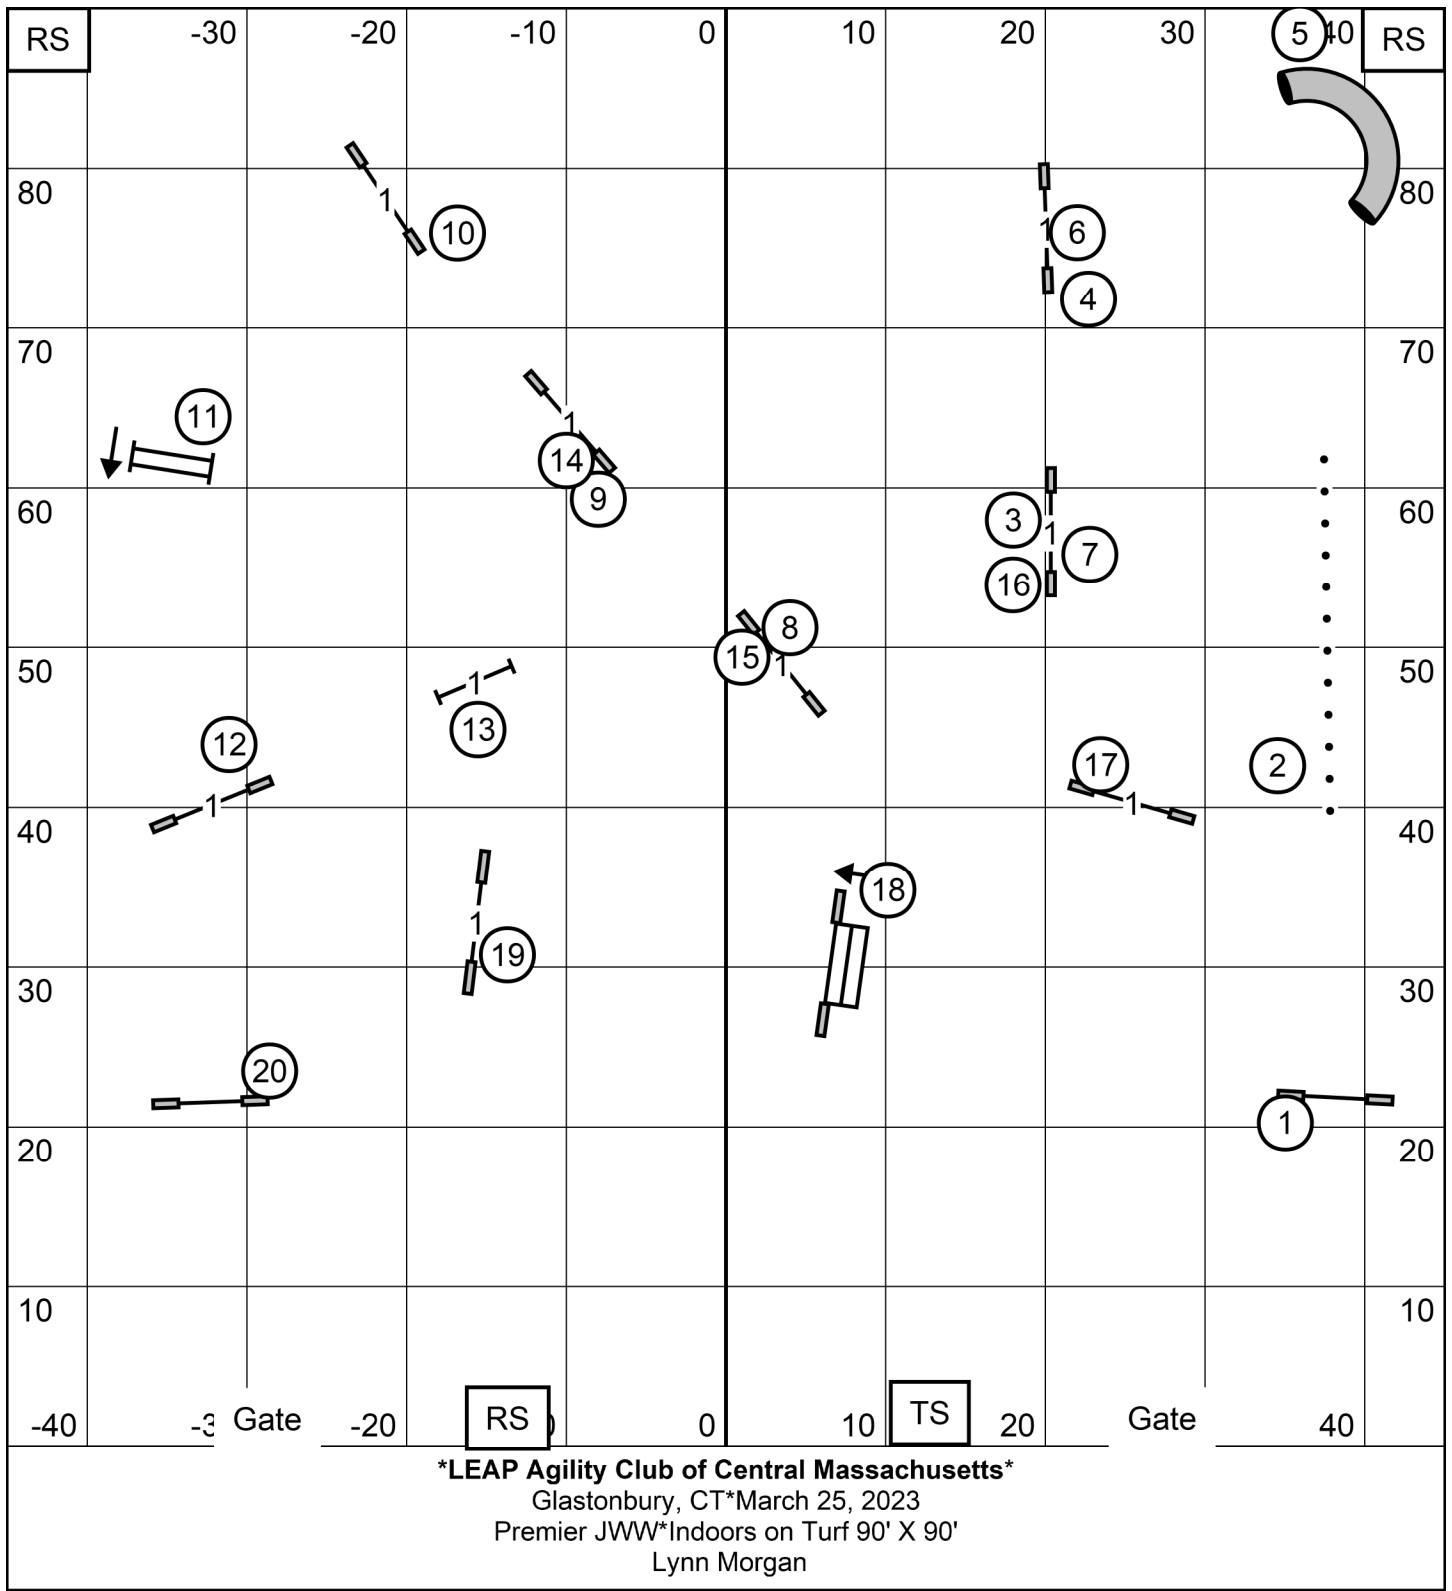 RS -30 -20 -10 0 10 20 30 5 40 RS
80 80
10 1 1 6
4
70 70
11 1
14
9
60 3 1 7 60
16
8
15 1
50 1 50
12 13 17 2
1 1
40 40
18
1
19
30 30
20
1
20 20
10 10
-40 -3 Gate -20 RS 0 10 TS 20 Gate 40
*LEAP Agility Club of Central Massachusetts*
Glastonbury, CT*March 25, 2023
Premier JWW*Indoors on Turf 90' X 90'
Lynn Morgan